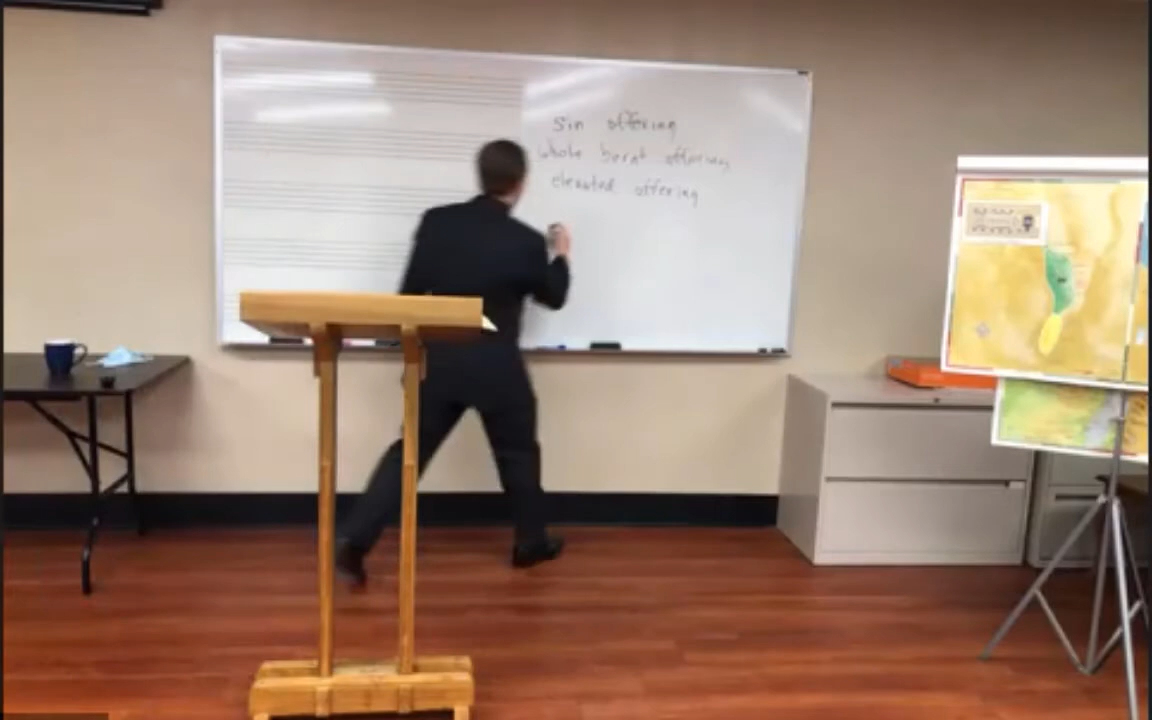 sin offering
whole burnt offering
elevated offering